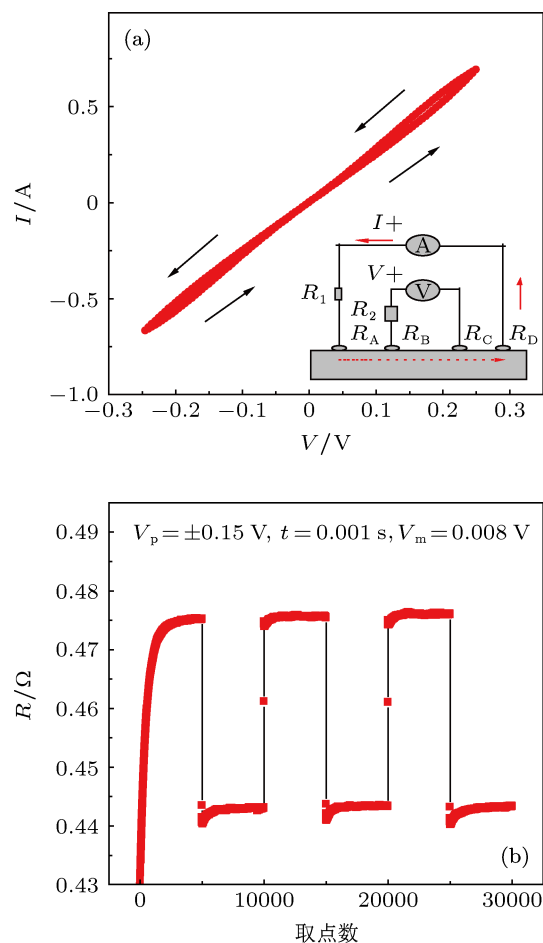 (a)
I/A
0.5
0
−0.5
−1.0
−0.3 −0.2 −0.1 0 0.1 0.2 0.3
V/V
I+
A
V+
V
R1
R2
RA RB RC RD
(b)
Vp=±0.15 V, t=0.001 s, Vm=0.008 V
R/Ω
0.49
0.48
0.47
0.46
0.45
0.44
0.43
0 10000 20000 30000
取点数